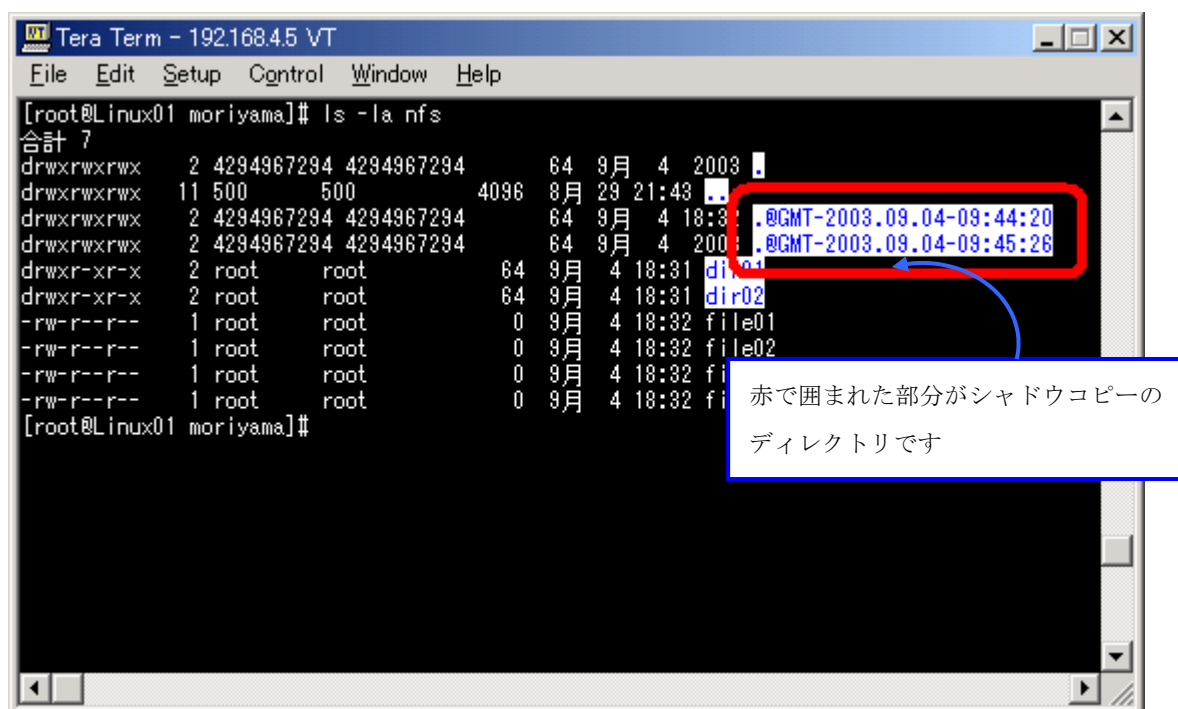 Tera Term - 192.168.4.5 VT
File Edit Setup Control Window Help
[root@Linux01 moriyama]# ls -la nfs
合計 7
drwxrwxrwx 2 4294967294 4294967294 64 9月 4 2003 .
drwxrwxrwx 11 500 500 4096 8月 29 21:43 ..
drwxrwxrwx 2 4294967294 4294967294 64 9月 4 18:32 .@GMT-2003.09.04-09:44:20
drwxrwxrwx 2 4294967294 4294967294 64 9月 4 2003 .@GMT-2003.09.04-09:45:26
drwxr-xr-x 2 root root 64 9月 4 18:31 dir01
drwxr-xr-x 2 root root 64 9月 4 18:31 dir02
-rw-r--r-- 1 root root 0 9月 4 18:32 file01
-rw-r--r-- 1 root root 0 9月 4 18:32 file02
-rw-r--r-- 1 root root 0 9月 4 18:32 fi
-rw-r--r-- 1 root root 0 9月 4 18:32 fi
[root@Linux01 moriyama]#
赤で囲まれた部分がシャドウコピーの
ディレクトリです